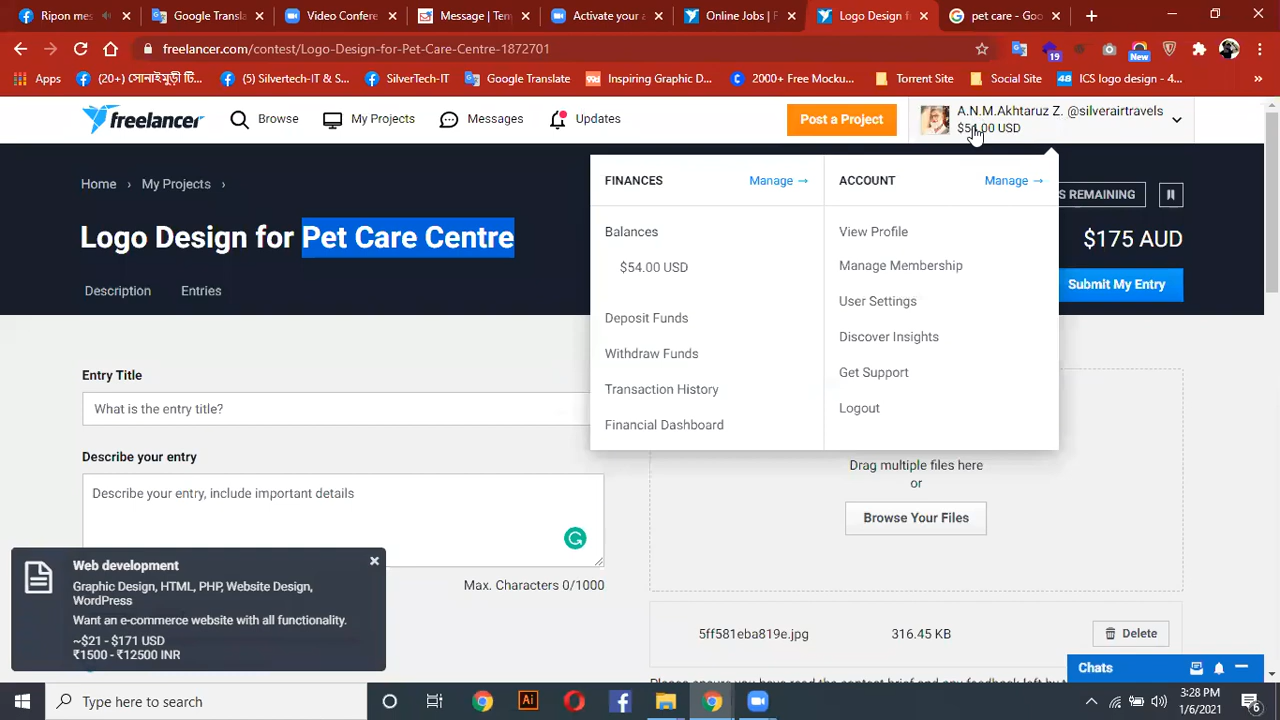 Ripon mes
Google Transla
Video Confere
Message | Tem
Activate your a
Online Jobs | F
Logo Design fo
pet care - Goo
freelancer.com/contest/Logo-Design-for-Pet-Care-Centre-1872701
19
New
Apps
(20+) সোনাইমুড়ী টি...
(5) Silvertech-IT & S...
SilverTech-IT
Google Translate
Inspiring Graphic D...
2000+ Free Mocku...
Torrent Site
Social Site
48 ICS logo design - 4...
»
freelancer
Browse
My Projects
Messages
Updates
Post a Project
A.N.M.Akhtaruz Z. @silverairtravels
$54.00 USD
Home › My Projects ›
S REMAINING
Logo Design for Pet Care Centre
$175 AUD
Description
Entries
Submit My Entry
FINANCES
Manage →
Balances
$54.00 USD
Deposit Funds
Withdraw Funds
Transaction History
Financial Dashboard
ACCOUNT
Manage →
View Profile
Manage Membership
User Settings
Discover Insights
Get Support
Logout
Entry Title
What is the entry title?
Describe your entry
Describe your entry, include important details
Max. Characters 0/1000
Drag multiple files here
or
Browse Your Files
5ff581eba819e.jpg
316.45 KB
Delete
Web development
Graphic Design, HTML, PHP, Website Design,
WordPress
Want an e-commerce website with all functionality.
~$21 - $171 USD
₹1500 - ₹12500 INR
Chats
Type here to search
Ai
3:28 PM
1/6/2021
6